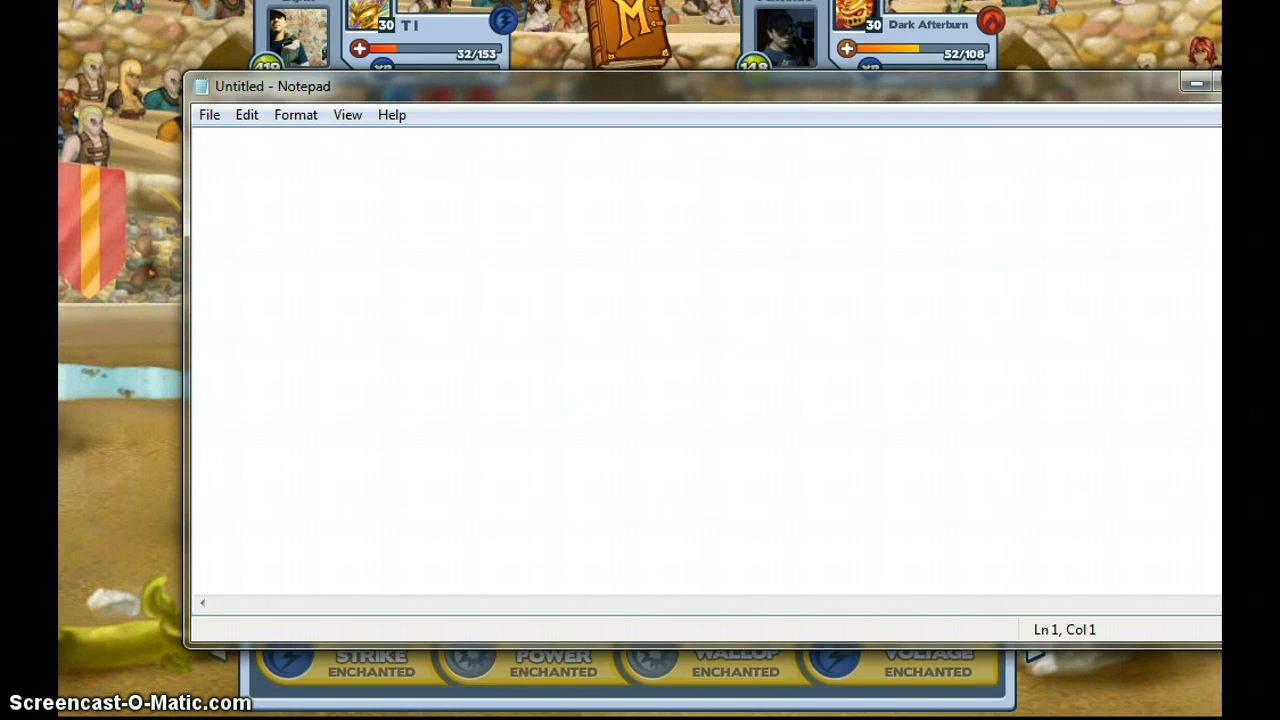 30 T I
32/153
M
30 Dark Afterburn
52/108
Untitled - Notepad
File Edit Format View Help
Ln 1, Col 1
STRIKE
ENCHANTED
POWER
ENCHANTED
WALLOP
ENCHANTED
VOLTAGE
ENCHANTED
Screencast-O-Matic.com